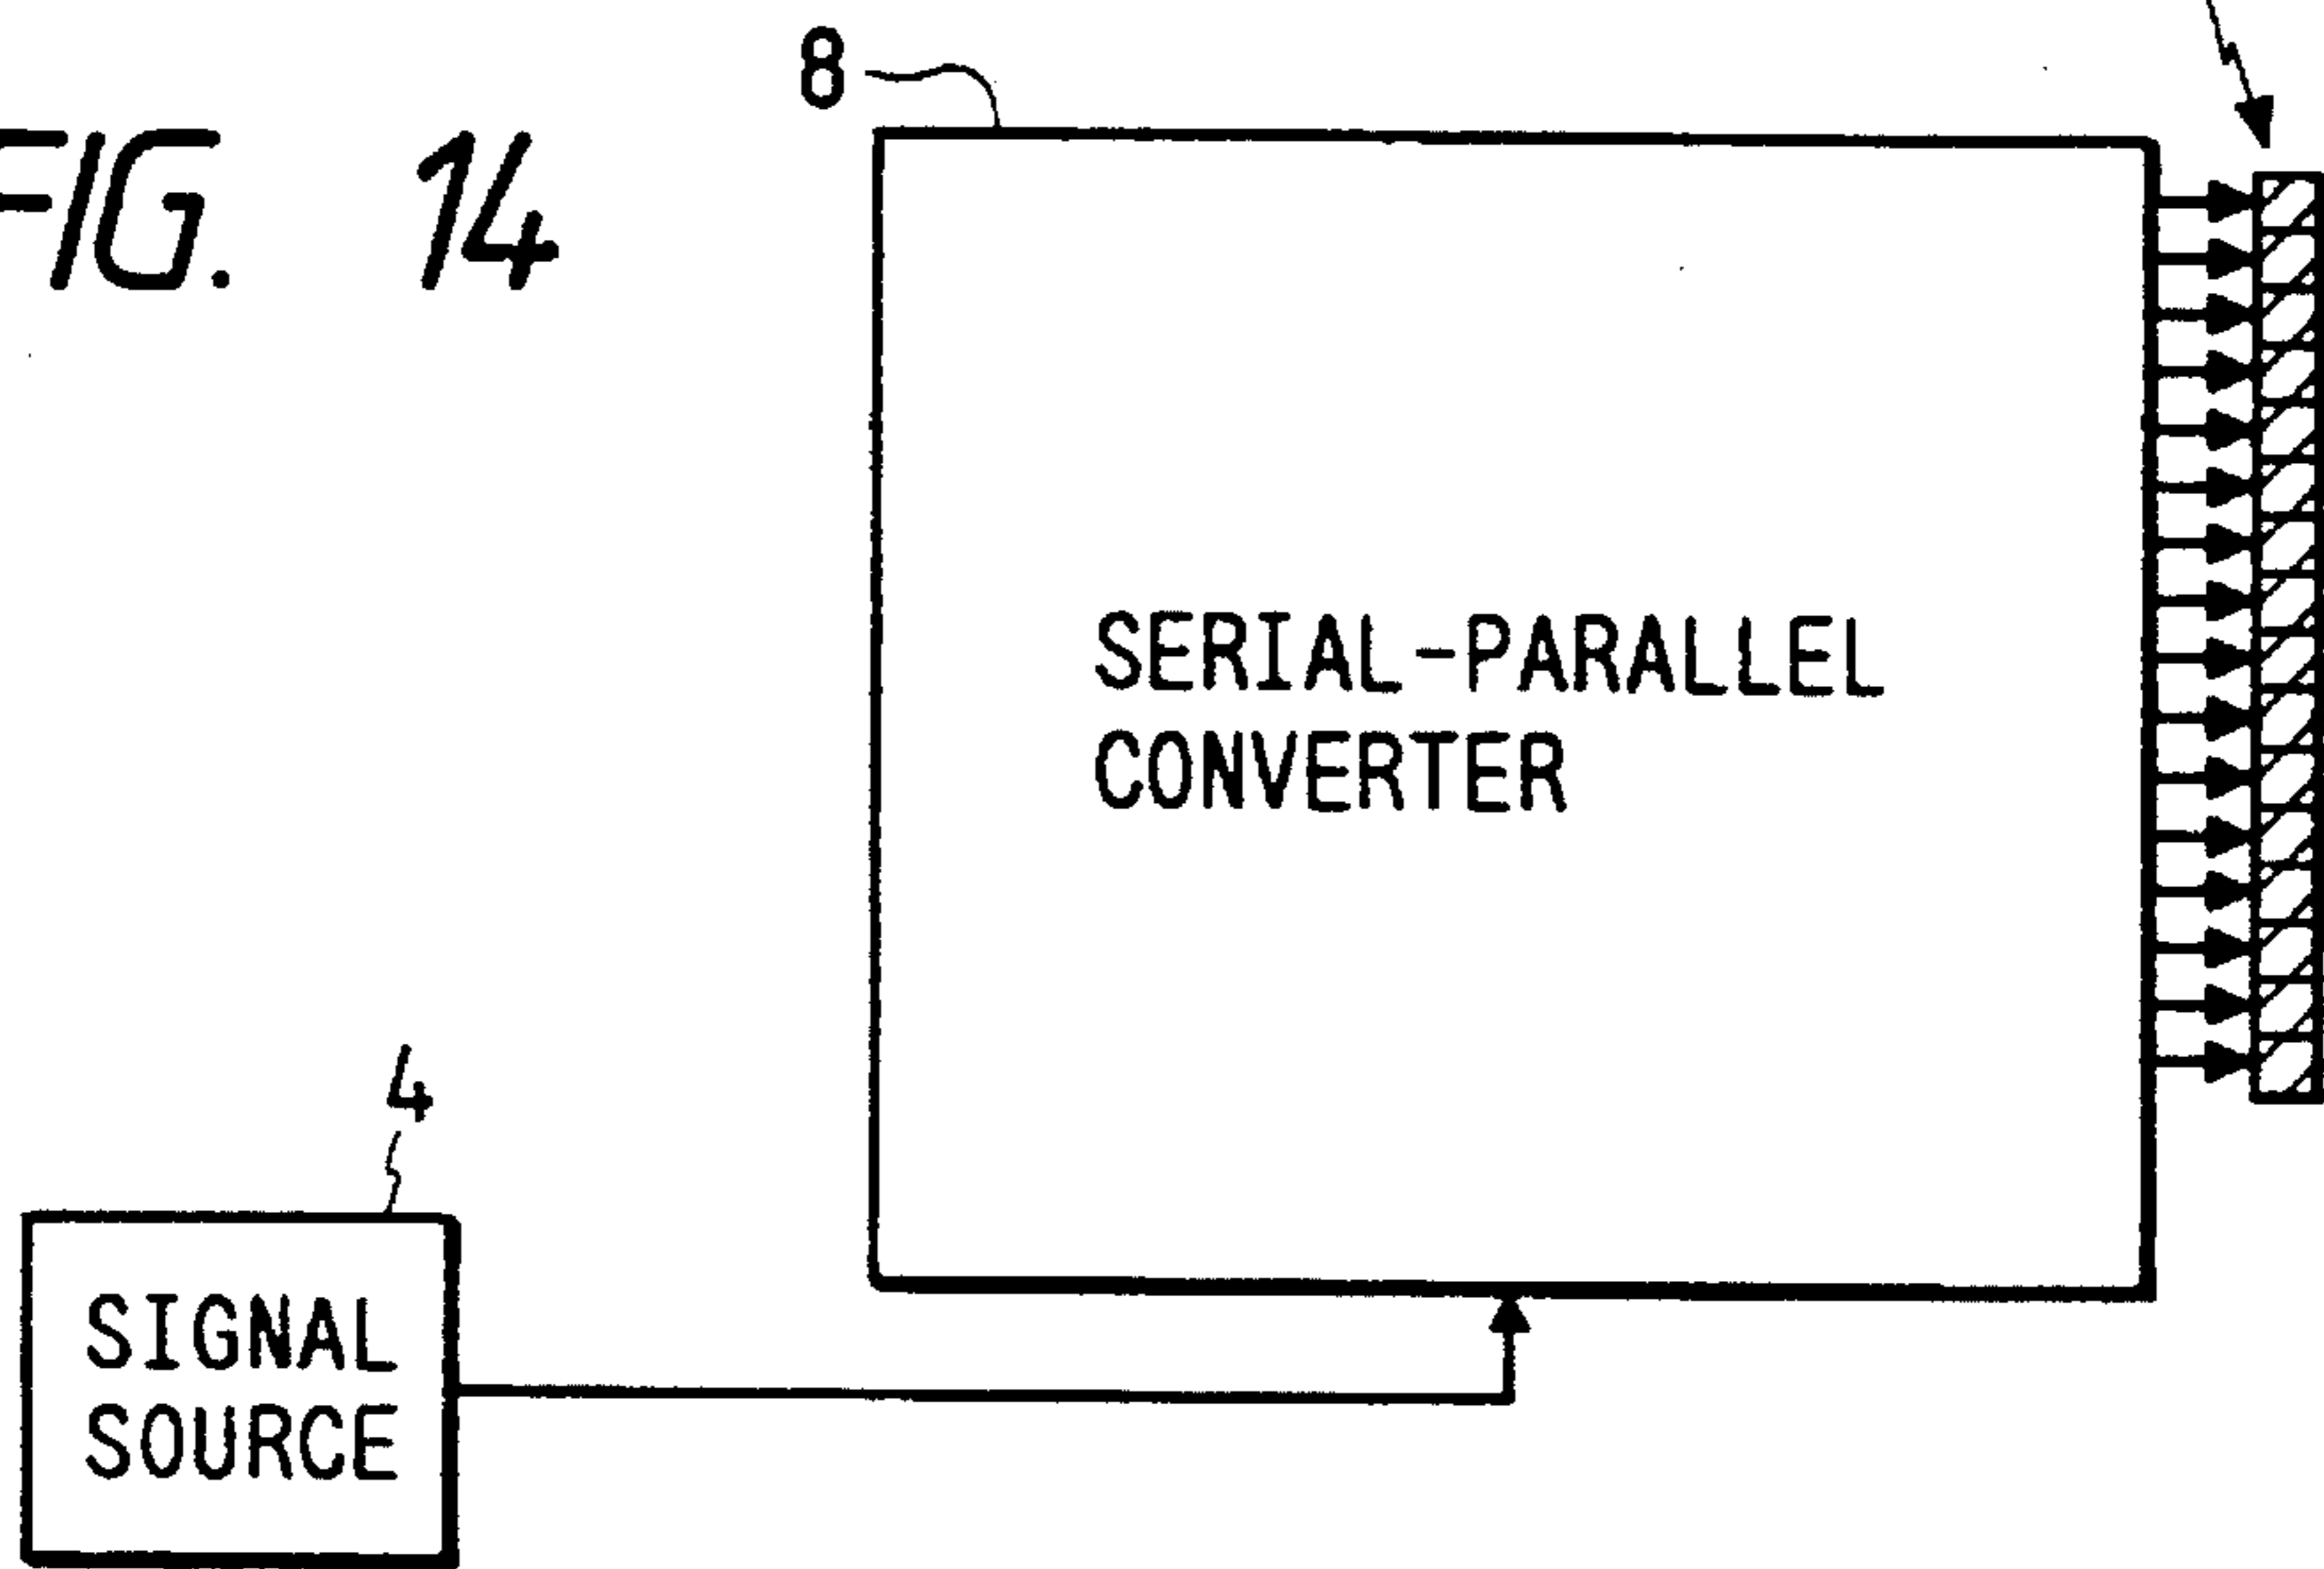 FIG. 14
8
SERIAL-PARALLEL
CONVERTER
4
SIGNAL
SOURCE